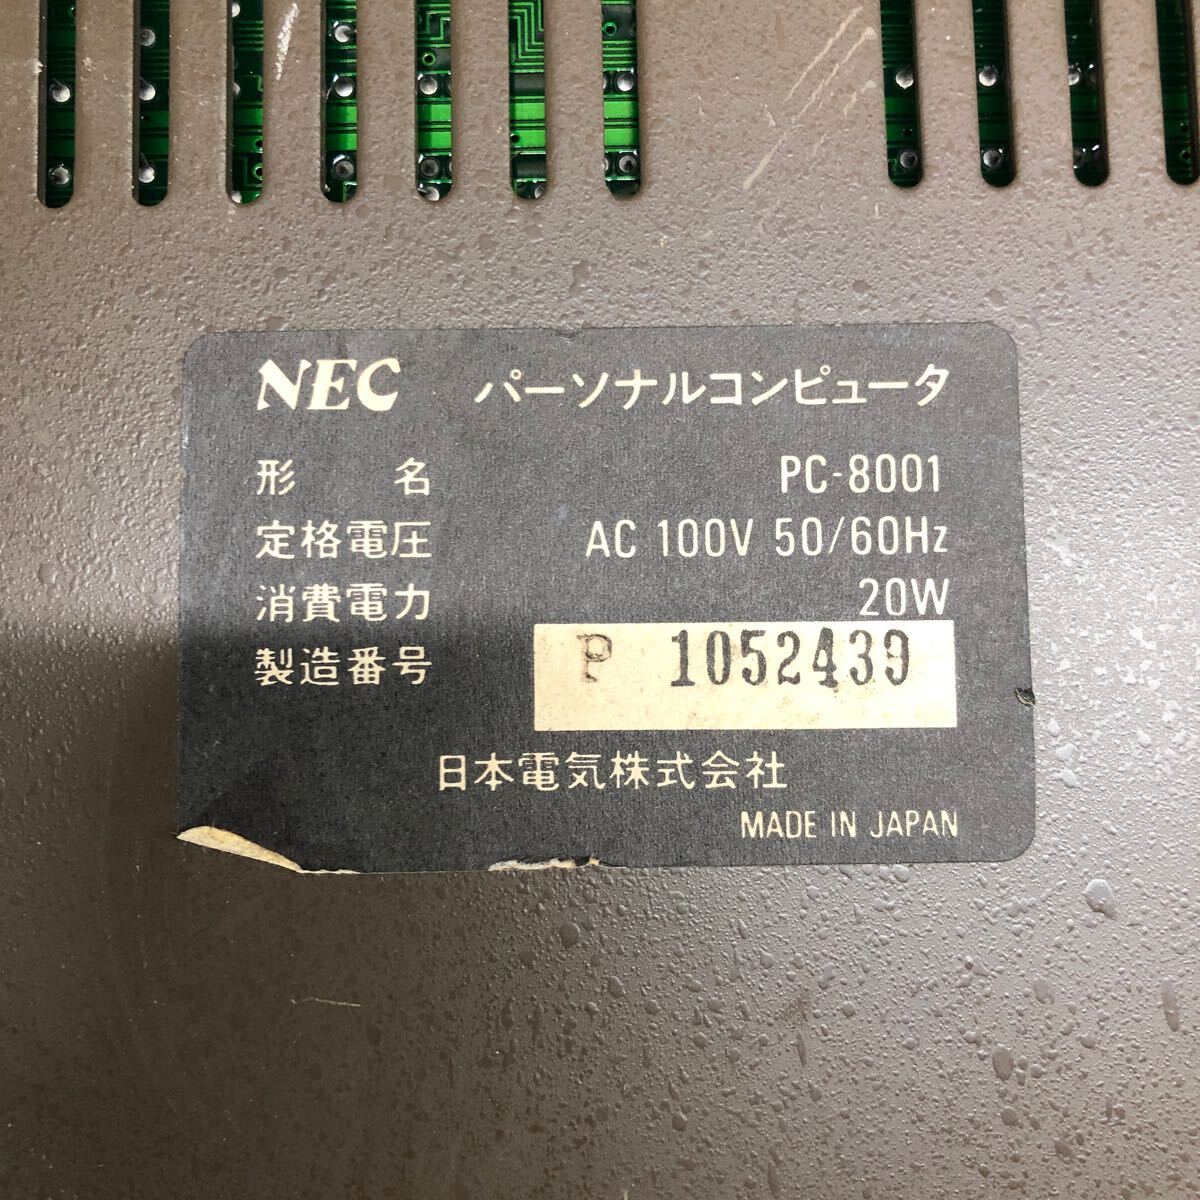 NEC パーソナルコンピュータ
形名 PC-8001
定格電圧 AC 100V 50/60Hz
消費電力 20W
製造番号 P 1052439
日本電気株式会社
MADE IN JAPAN